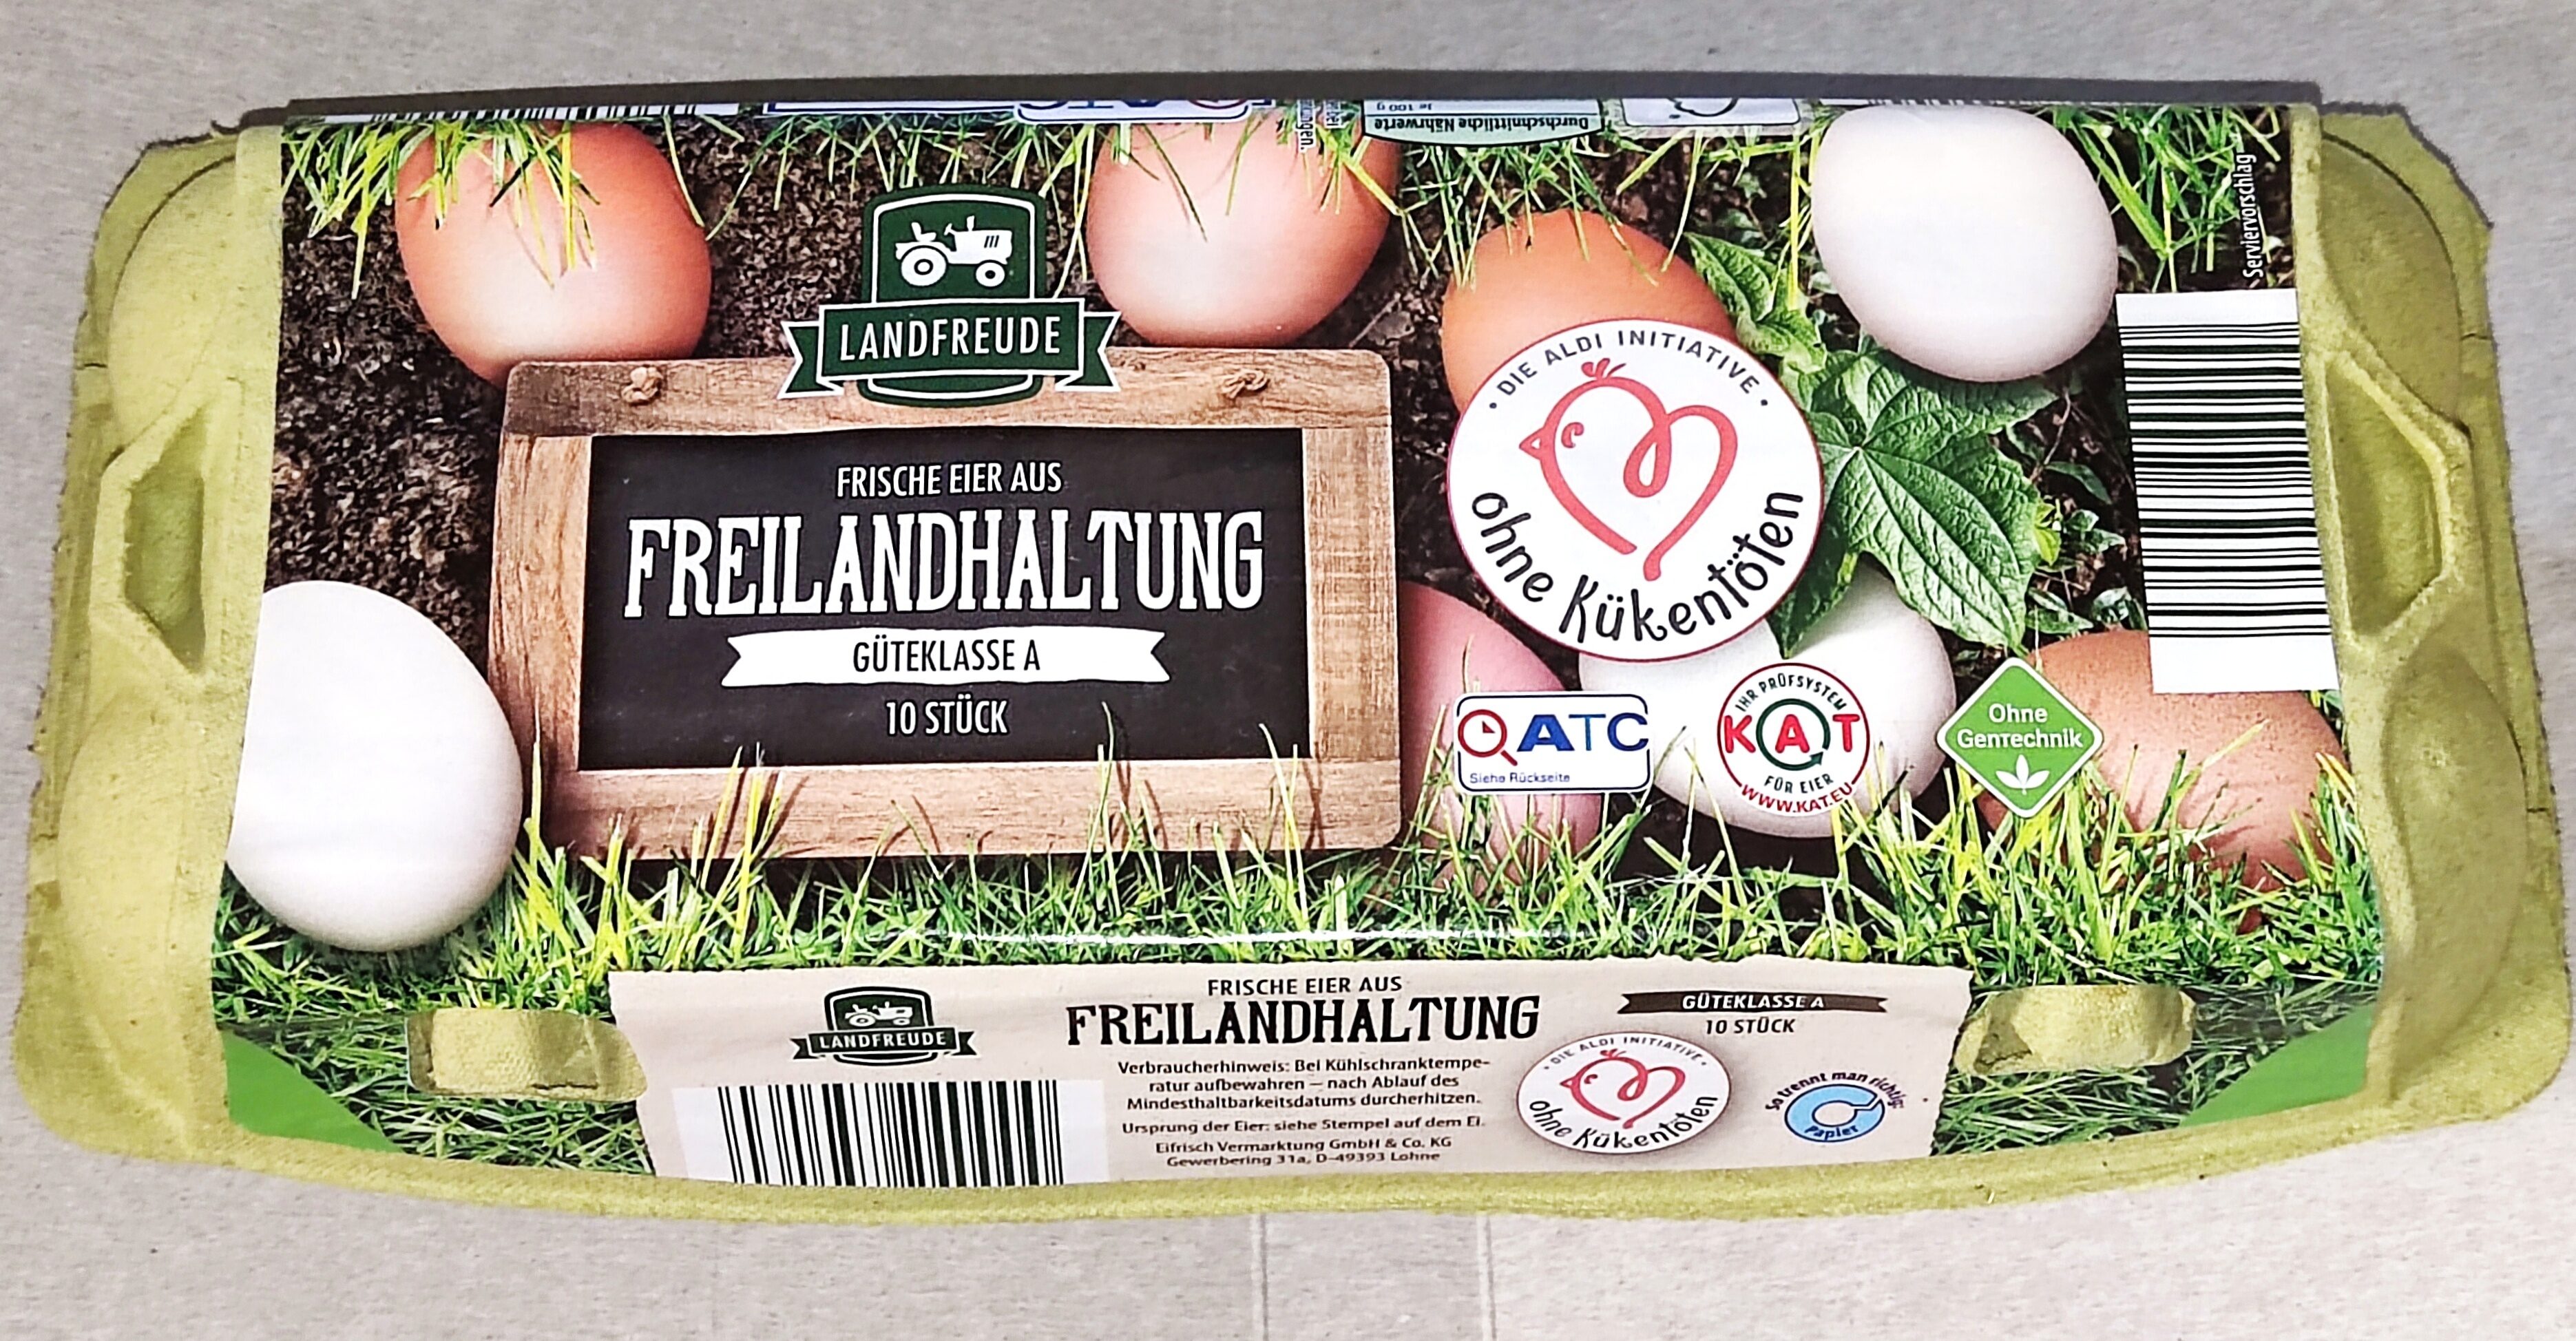 Durchschnittliche Nährwerte
je 100 g
Serviervorschlag
LANDFREUDE
FRISCHE EIER AUS
FREILANDHALTUNG
GÜTEKLASSE A
10 STÜCK
• DIE ALDI INITIATIVE •
ohne Kükentöten
ATC
Siehe Rückseite
IHR PRÜFSYSTEM
KAT
FÜR EIER
WWW.KAT.EU
Ohne
GenTechnik
LANDFREUDE
FRISCHE EIER AUS
FREILANDHALTUNG
Verbraucherhinweis: Bei Kühlschranktempe-
ratur aufbewahren – nach Ablauf des
Mindesthaltbarkeitsdatums durcherhitzen.
Ursprung der Eier: siehe Stempel auf dem Ei.
Eifrisch Vermarktung GmbH & Co. KG
Gewerbering 31a, D-49393 Lohne
GÜTEKLASSE A
10 STÜCK
• DIE ALDI INITIATIVE •
ohne Kükentöten
So trennt man richtig:
Papier